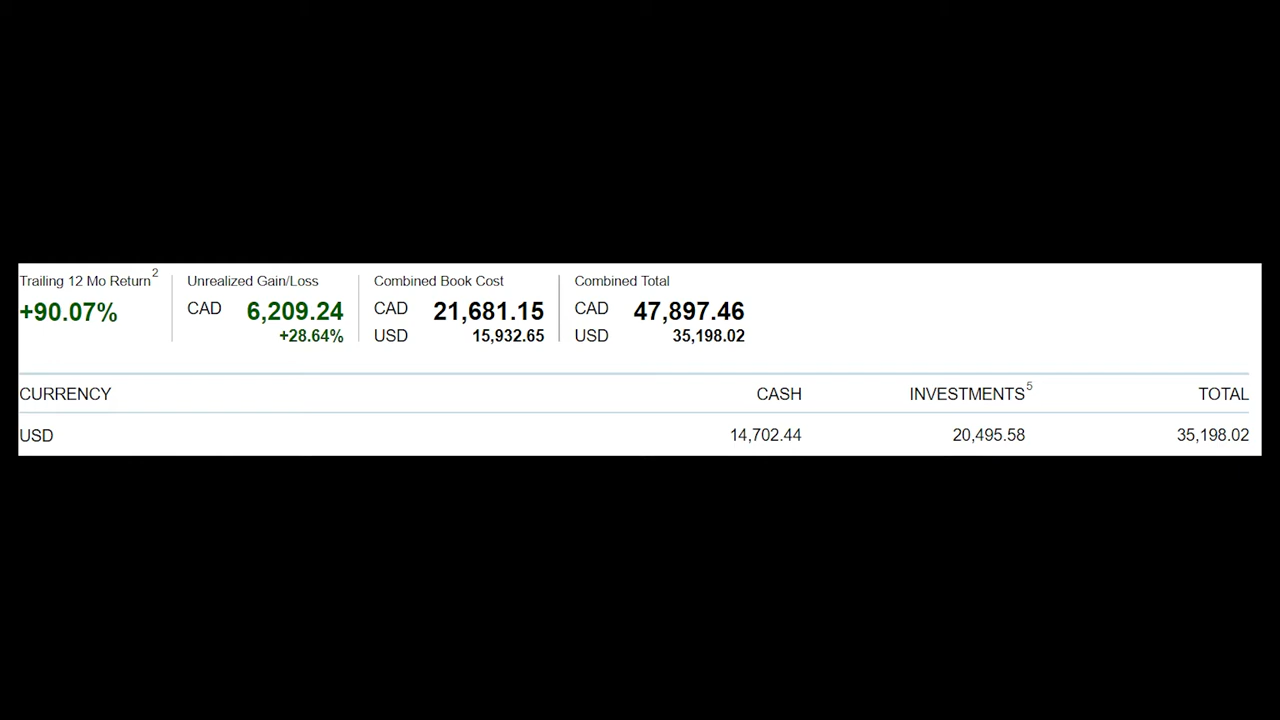 Trailing 12 Mo Return2 Unrealized Gain/Loss Combined Book Cost Combined Total
+90.07% CAD 6,209.24 CAD 21,681.15 CAD 47,897.46
+28.64% USD 15,932.65 USD 35,198.02
CURRENCY CASH INVESTMENTS5 TOTAL
USD 14,702.44 20,495.58 35,198.02